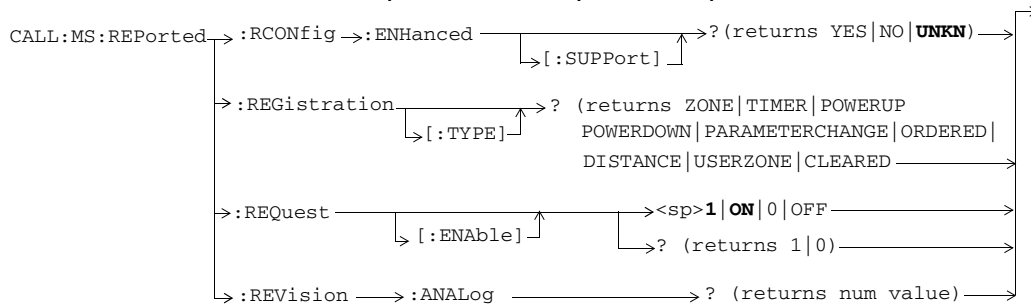 CALL:MS:REPorted :RCONfig :ENHanced ?(returns YES|NO|UNKN)
[:SUPPort]
:REGistration ? (returns ZONE|TIMER|POWERUP
[:TYPE] POWERDOWN|PARAMETERCHANGE|ORDERED|
DISTANCE|USERZONE|CLEARED
:REQuest <sp>1|ON|0|OFF
[:ENAble] ? (returns 1|0)
:REVision :ANALog ? (returns num value)